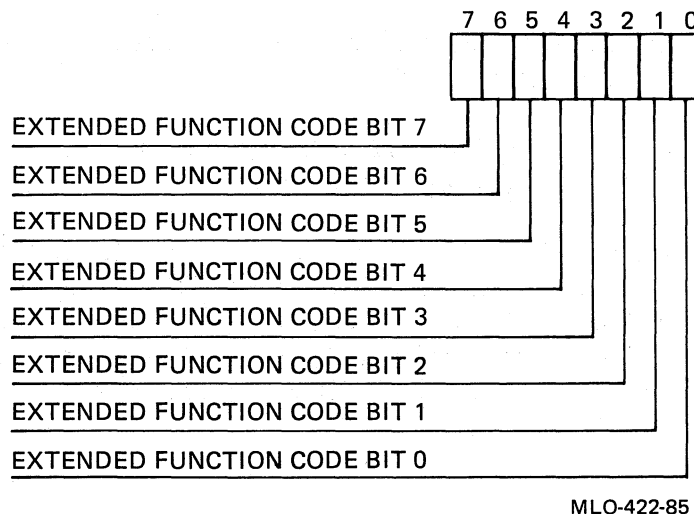 7 6 5 4 3 2 1 0
EXTENDED FUNCTION CODE BIT 7
EXTENDED FUNCTION CODE BIT 6
EXTENDED FUNCTION CODE BIT 5
EXTENDED FUNCTION CODE BIT 4
EXTENDED FUNCTION CODE BIT 3
EXTENDED FUNCTION CODE BIT 2
EXTENDED FUNCTION CODE BIT 1
EXTENDED FUNCTION CODE BIT 0
MLO-422-85